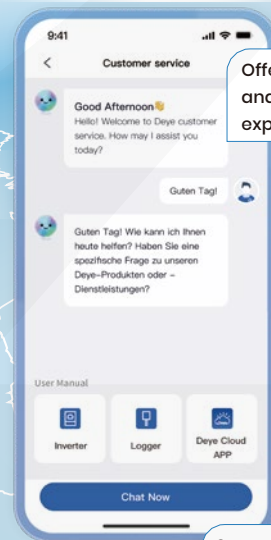 9:41
Customer service
Offe
and
exp
Good Afternoon👋
Hello! Welcome to Deye customer
service. How may I assist you
today?
Guten Tag!
Guten Tag! Wie kann ich Ihnen
heute helfen? Haben Sie eine
spezifische Frage zu unseren
Deye-Produkten oder –
Dienstleistungen?
User Manual
Inverter
Logger
Deye Cloud
APP
Chat Now